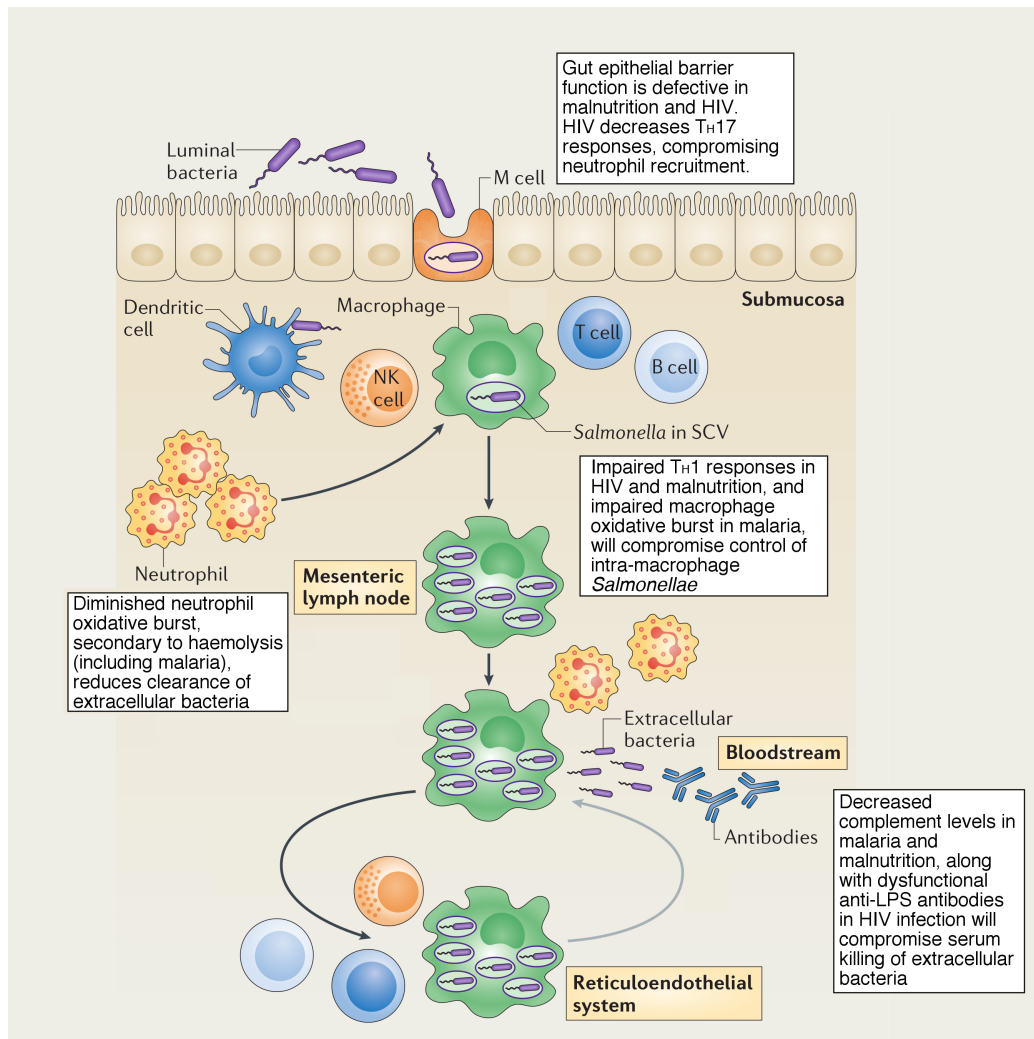 Gut epithelial barrier
function is defective in
malnutrition and HIV.
HIV decreases TH17
responses, compromising
neutrophil recruitment.
Luminal
bacteria
M cell
Submucosa
Dendritic
cell
Macrophage
T cell
B cell
NK
cell
Salmonella in SCV
Impaired TH1 responses in
HIV and malnutrition, and
impaired macrophage
oxidative burst in malaria,
will compromise control of
intra-macrophage
Salmonellae
Neutrophil
Mesenteric
lymph node
Diminished neutrophil
oxidative burst,
secondary to haemolysis
(including malaria),
reduces clearance of
extracellular bacteria
Extracellular
bacteria
Bloodstream
Antibodies
Decreased
complement levels in
malaria and
malnutrition, along
with dysfunctional
anti-LPS antibodies
in HIV infection will
compromise serum
killing of extracellular
bacteria
Reticuloendothelial
system